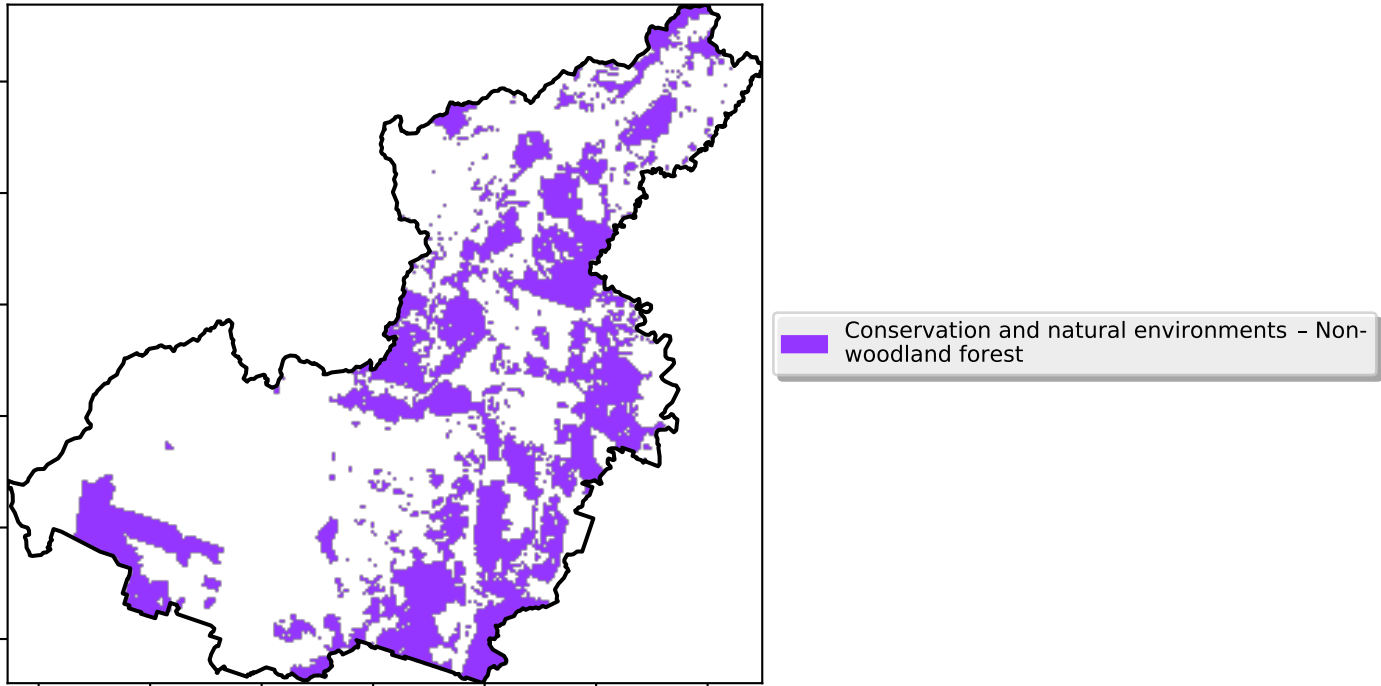 Conservation and natural environments – Non-
woodland forest